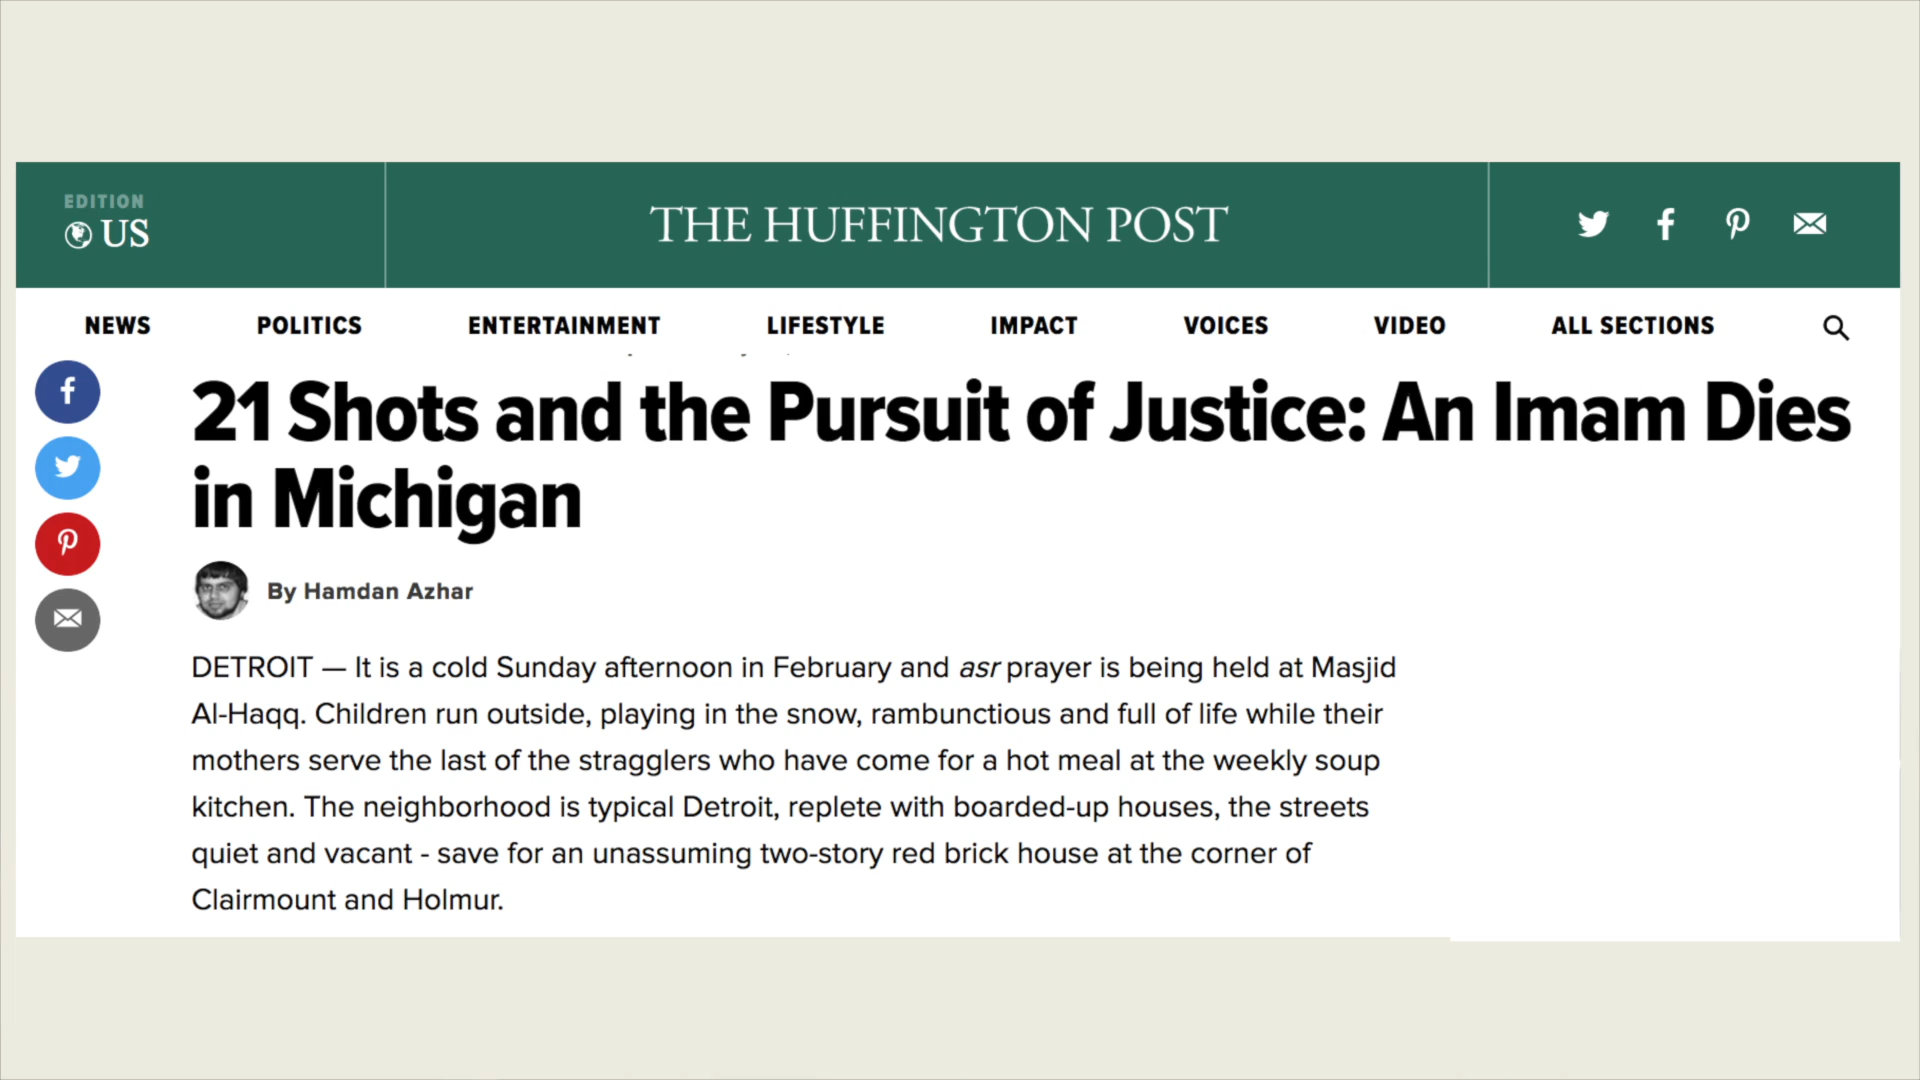 EDITION
US
THE HUFFINGTON POST
NEWS POLITICS ENTERTAINMENT LIFESTYLE IMPACT VOICES VIDEO ALL SECTIONS
21 Shots and the Pursuit of Justice: An Imam Dies
in Michigan
By Hamdan Azhar
DETROIT — It is a cold Sunday afternoon in February and asr prayer is being held at Masjid
Al-Haqq. Children run outside, playing in the snow, rambunctious and full of life while their
mothers serve the last of the stragglers who have come for a hot meal at the weekly soup
kitchen. The neighborhood is typical Detroit, replete with boarded-up houses, the streets
quiet and vacant - save for an unassuming two-story red brick house at the corner of
Clairmount and Holmur.